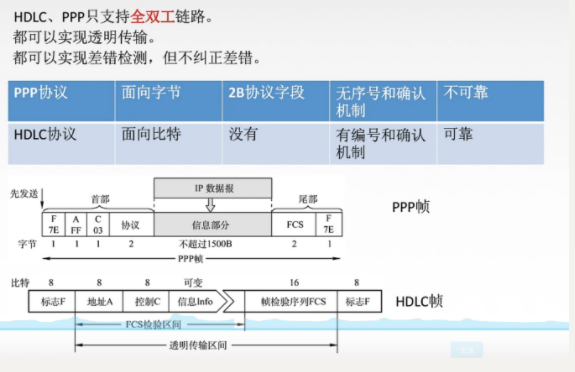 HDLC、PPP只支持全双工链路。
都可以实现透明传输。
都可以实现差错检测，但不纠正差错。
PPP协议 面向字节 2B协议字段 无序号和确认机制 不可靠
HDLC协议 面向比特 没有 有编号和确认机制 可靠
先发送 首部 IP 数据报 尾部
F 7E A FF C 03 协议 信息部分 FCS F 7E PPP帧
字节 1 1 1 2 不超过1500B 2 1
PPP帧
比特 8 8 8 可变 16 8
标志F 地址A 控制C 信息Info 帧检验序列FCS 标志F HDLC帧
FCS检验区间
透明传输区间